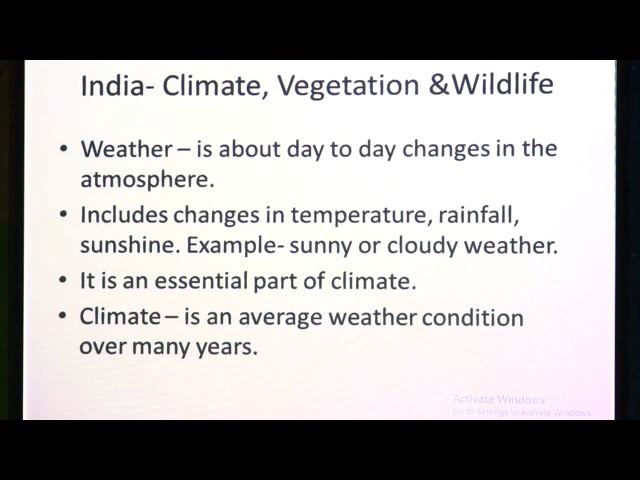 India- Climate, Vegetation &Wildlife
• Weather – is about day to day changes in the
atmosphere.
• Includes changes in temperature, rainfall,
sunshine. Example- sunny or cloudy weather.
• It is an essential part of climate.
• Climate – is an average weather condition
over many years.
Activate Windows
Go to Settings to activate Windows.